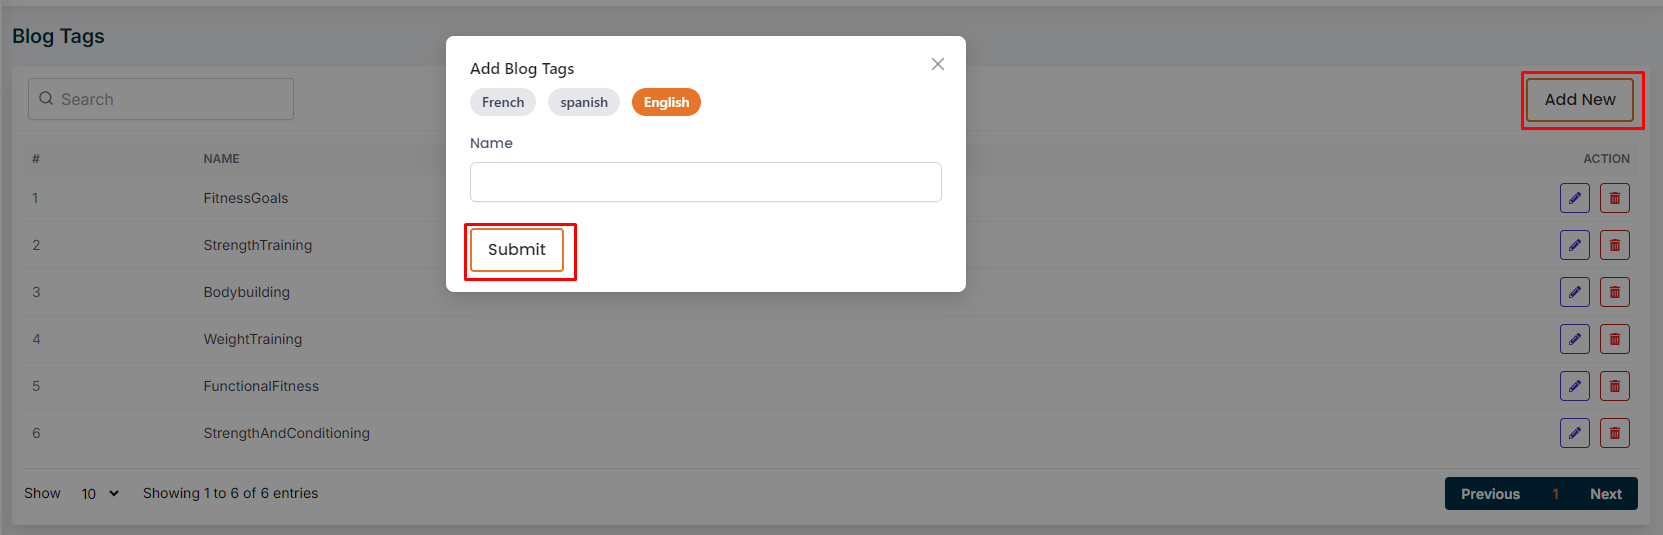 Blog Tags
Add Blog Tags
French spanish English
Search
Add New
Name
# NAME ACTION
1 FitnessGoals
2 StrengthTraining
Submit
3 Bodybuilding
4 WeightTraining
5 FunctionalFitness
6 StrengthAndConditioning
Show 10 Showing 1 to 6 of 6 entries Previous 1 Next